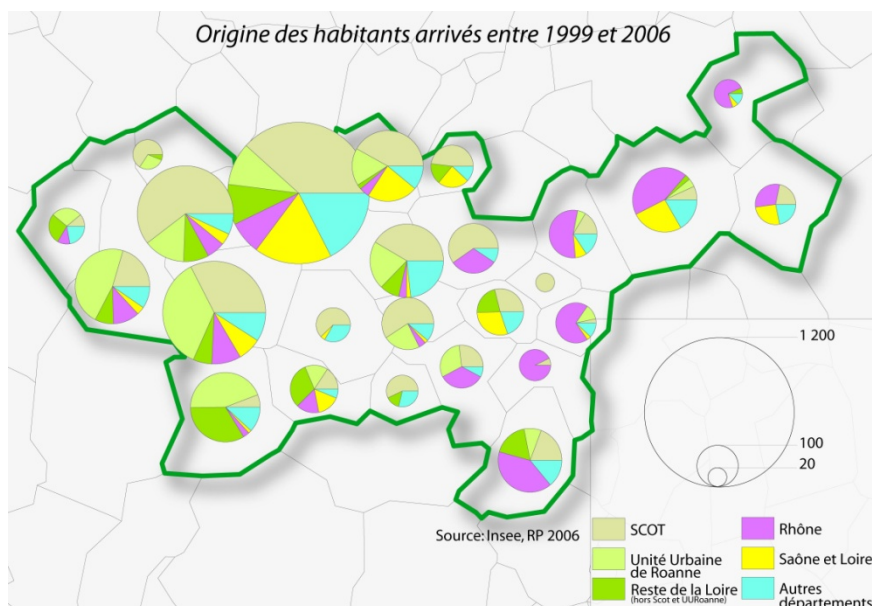 Origine des habitants arrivés entre 1999 et 2006
1 200
100
20
Source: Insee, RP 2006
SCOT
Unité Urbaine
de Roanne
Reste de la Loire
(hors Scot et UURoanne)
Rhône
Saône et Loire
Autres
départements